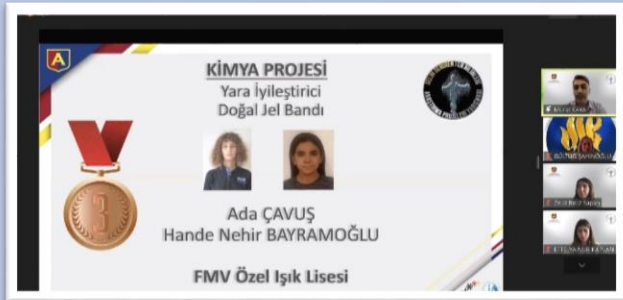 A
KİMYA PROJESİ
Yara İyileştirici
Doğal Jel Bandı
3
Ada ÇAVUŞ
Hande Nehir BAYRAMOĞLU
FMV Özel Işık Lisesi